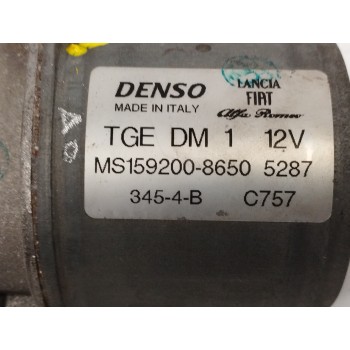 DENSO
MADE IN ITALY
LANCIA
FIAT
Alfa Romeo
TGE DM 1 12V
MS159200-8650 5287
345-4-B C757